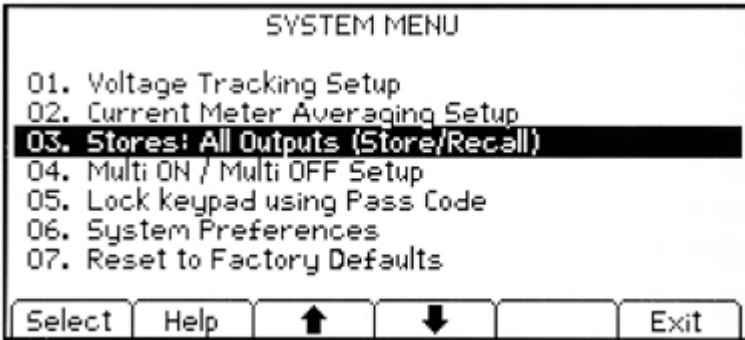 SYSTEM MENU
01. Voltage Tracking Setup
02. Current Meter Averaging Setup
03. Stores: All Outputs (Store/Recall)
04. Multi ON / Multi OFF Setup
05. Lock keypad using Pass Code
06. System Preferences
07. Reset to Factory Defaults
Select Help ↑ ↓ Exit